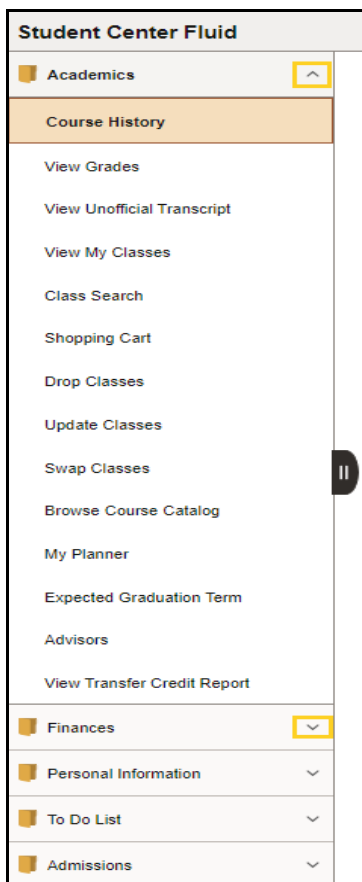 Student Center Fluid
Academics
Course History
View Grades
View Unofficial Transcript
View My Classes
Class Search
Shopping Cart
Drop Classes
Update Classes
Swap Classes
Browse Course Catalog
My Planner
Expected Graduation Term
Advisors
View Transfer Credit Report
Finances
Personal Information
To Do List
Admissions